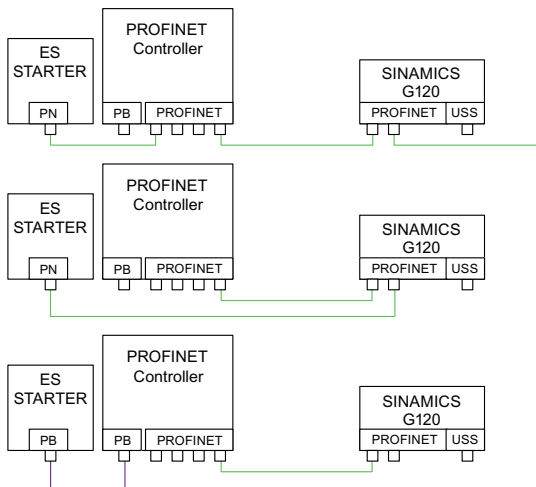 ES
STARTER
PN
PROFINET
Controller
PB
PROFINET
SINAMICS
G120
PROFINET
USS
ES
STARTER
PN
PROFINET
Controller
PB
PROFINET
SINAMICS
G120
PROFINET
USS
ES
STARTER
PB
PROFINET
Controller
PB
PROFINET
SINAMICS
G120
PROFINET
USS